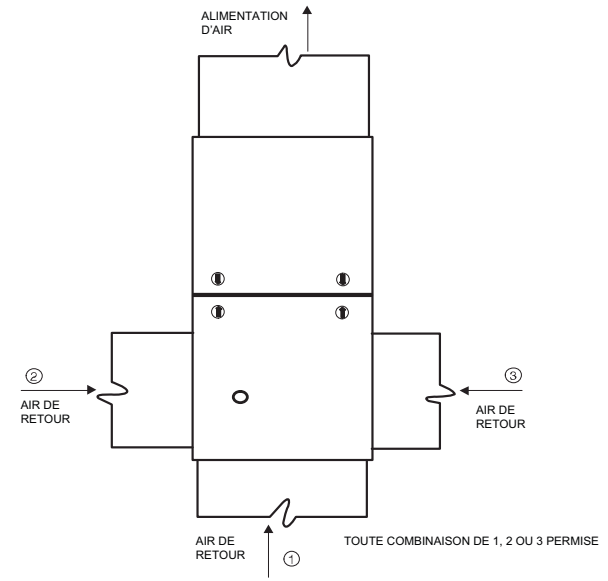 ALIMENTATION
D'AIR
②
AIR DE
RETOUR
③
AIR DE
RETOUR
AIR DE
RETOUR
①
TOUTE COMBINAISON DE 1, 2 OU 3 PERMISE